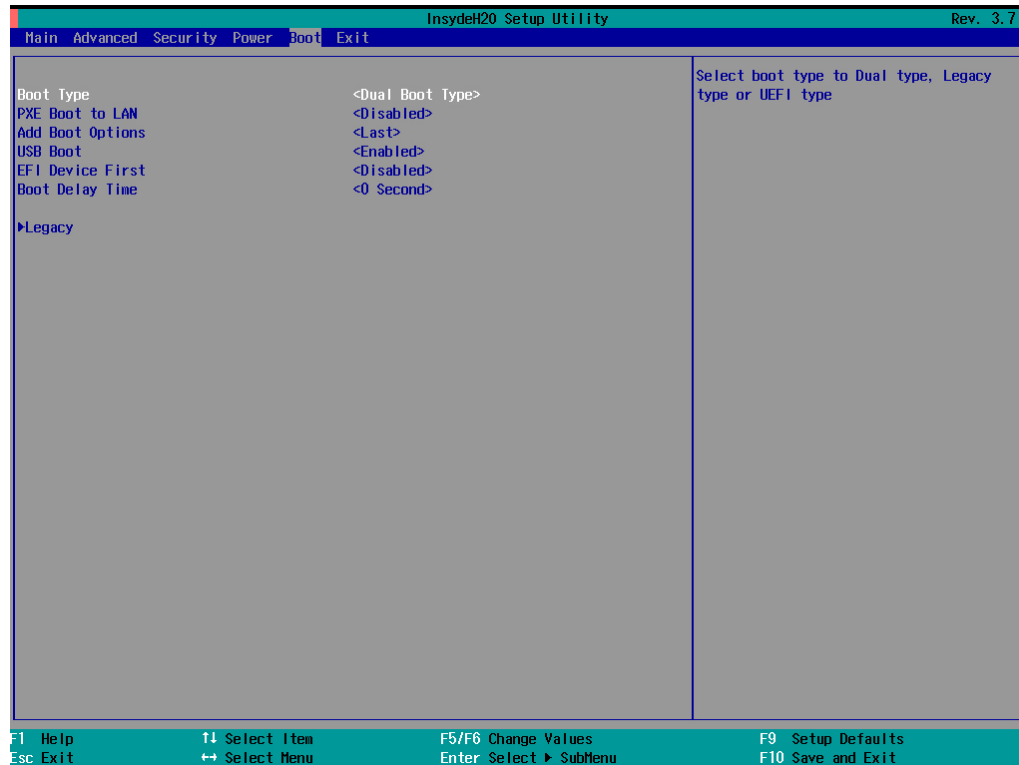 InsydeH20 Setup Utility Rev. 3.7
Main Advanced Security Power Boot Exit
Boot Type <Dual Boot Type>
PXE Boot to LAN <Disabled>
Add Boot Options <Last>
USB Boot <Enabled>
EFI Device First <Disabled>
Boot Delay Time <0 Second>
▶Legacy
Select boot type to Dual type, Legacy
type or UEFI type
F1 Help ↑↓ Select Item F5/F6 Change Values F9 Setup Defaults
Esc Exit ↔ Select Menu Enter Select ▶ SubMenu F10 Save and Exit